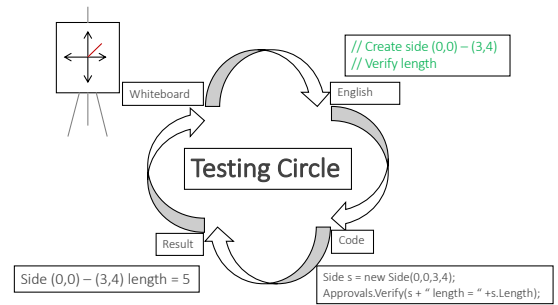 // Create side (0,0) – (3,4)
// Verify length
Whiteboard
English
Testing Circle
Result
Code
Side (0,0) – (3,4) length = 5
Side s = new Side(0,0,3,4);
Approvals.Verify(s + “ length = “ +s.Length);